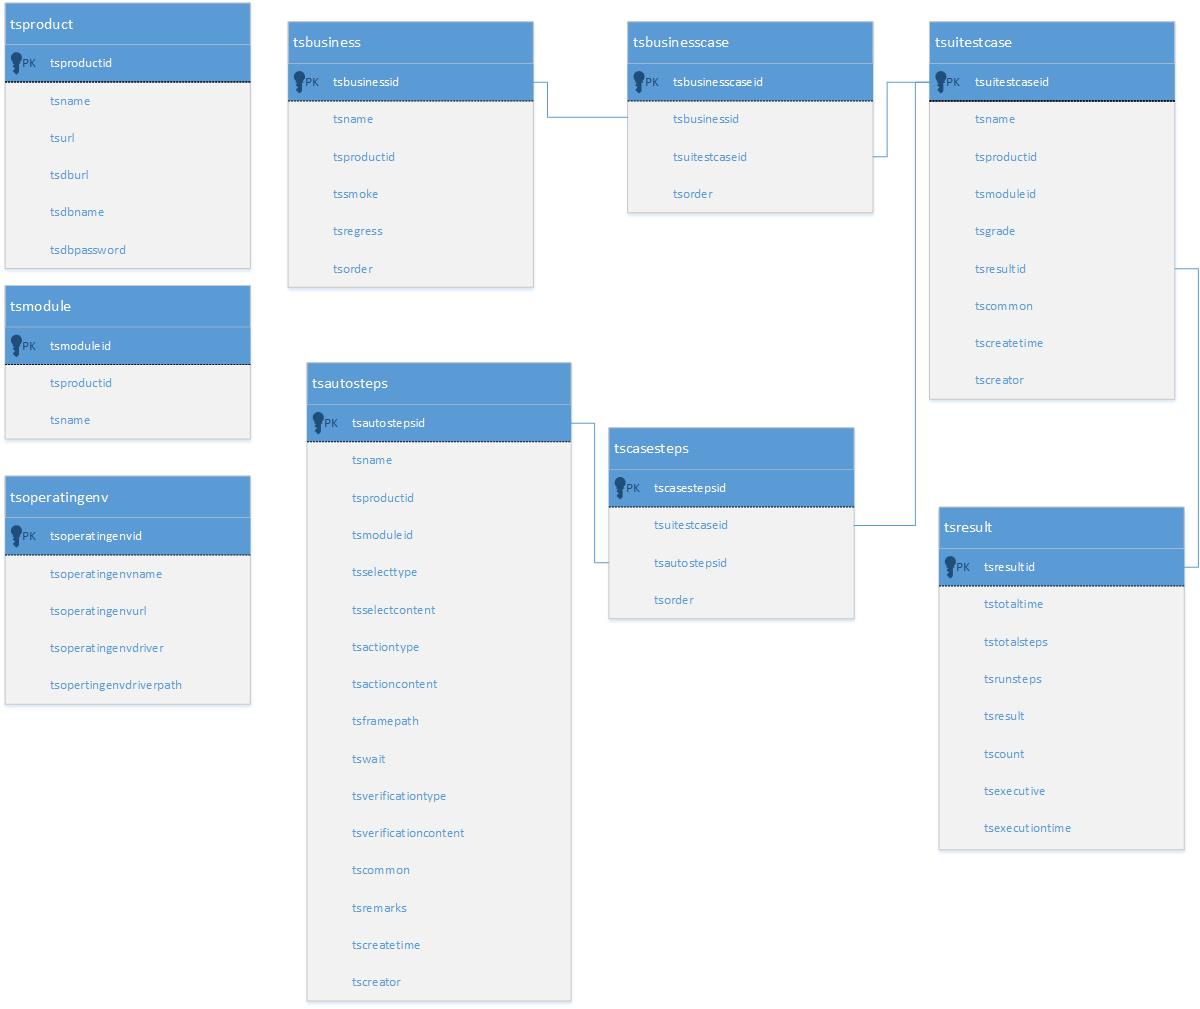 tsproduct
PK tsproductid
tsname
tsurl
tsdburl
tsdbname
tsdbpassword
tsmodule
PK tsmoduleid
tsproductid
tsname
tsoperatingenv
PK tsoperatingenvid
tsoperatingenvname
tsoperatingenvurl
tsoperatingenvdriver
tsopertingenvdriverpath
tsbusiness
PK tsbusinessid
tsname
tsproductid
tssmoke
tsregress
tsorder
tsbusinesscase
PK tsbusinesscaseid
tsbusinessid
tsuitestcaseid
tsorder
tsuitestcase
PK tsuitestcaseid
tsname
tsproductid
tsmoduleid
tsgrade
tsresultid
tscommon
tscreatetime
tscreator
tsautosteps
PK tsautostepsid
tsname
tsproductid
tsmoduleid
tsselecttype
tsselectcontent
tsactiontype
tsactioncontent
tsframepath
tswait
tsverificationtype
tsverificationcontent
tscommon
tsremarks
tscreatetime
tscreator
tscasesteps
PK tscasestepsid
tsuitestcaseid
tsautostepsid
tsorder
tsresult
PK tsresultid
tstotaltime
tstotalsteps
tsrunsteps
tsresult
tscount
tsexecutive
tsexecutiontime